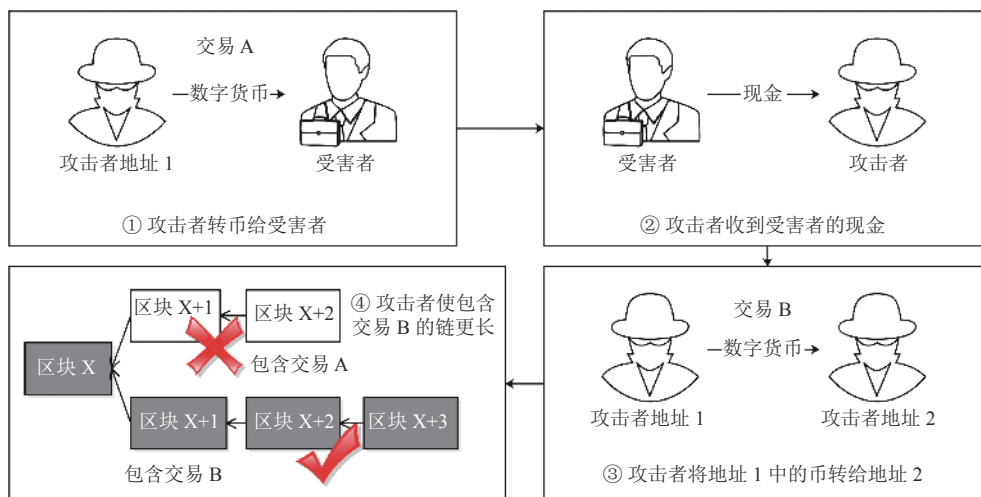 交易 A
数字货币
攻击者地址 1
受害者
① 攻击者转币给受害者
现金
受害者
攻击者
② 攻击者收到受害者的现金
交易 B
数字货币
攻击者地址 1
攻击者地址 2
③ 攻击者将地址 1 中的币转给地址 2
④ 攻击者使包含
交易 B 的链更长
区块 X+1
区块 X+2
包含交易 A
区块 X
区块 X+1
区块 X+2
区块 X+3
包含交易 B